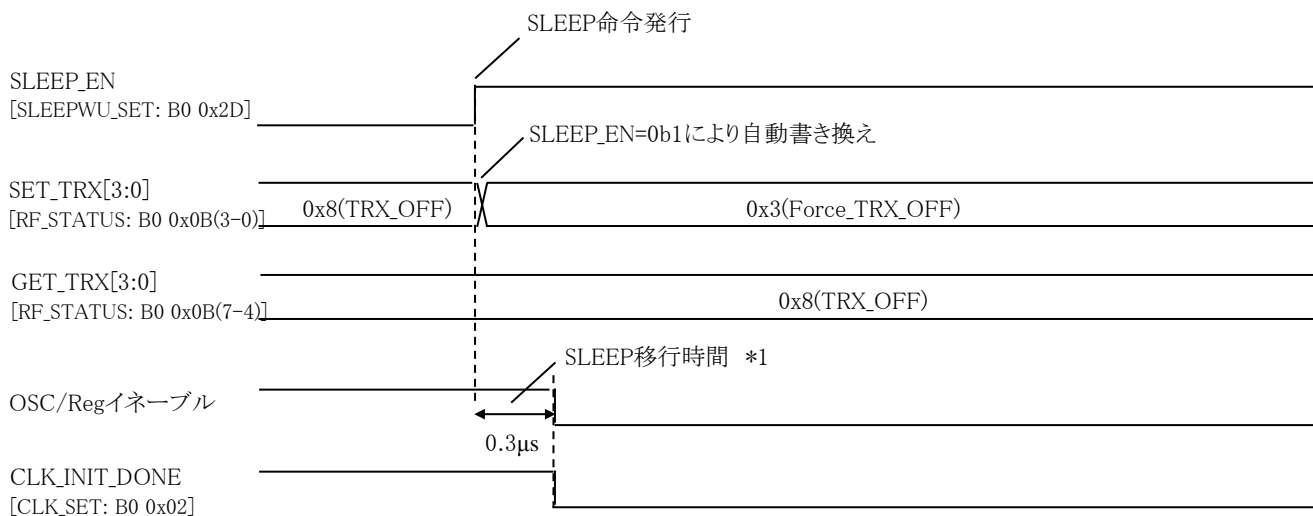 SLEEP命令発行
SLEEP_EN
[SLEEPWU_SET: B0 0x2D]
SLEEP_EN=0b1により自動書き換え
SET_TRX[3:0]
[RF_STATUS: B0 0x0B(3-0)]
0x8(TRX_OFF)
0x3(Force_TRX_OFF)
GET_TRX[3:0]
[RF_STATUS: B0 0x0B(7-4)]
0x8(TRX_OFF)
SLEEP移行時間 *1
OSC/Regイネーブル
0.3μs
CLK_INIT_DONE
[CLK_SET: B0 0x02]